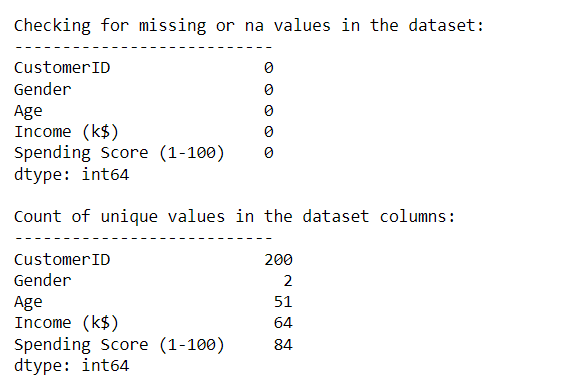 Checking for missing or na values in the dataset:
---------------------------
CustomerID                0
Gender                    0
Age                       0
Income (k$)               0
Spending Score (1-100)    0
dtype: int64

Count of unique values in the dataset columns:
---------------------------
CustomerID                200
Gender                      2
Age                        51
Income (k$)                64
Spending Score (1-100)     84
dtype: int64